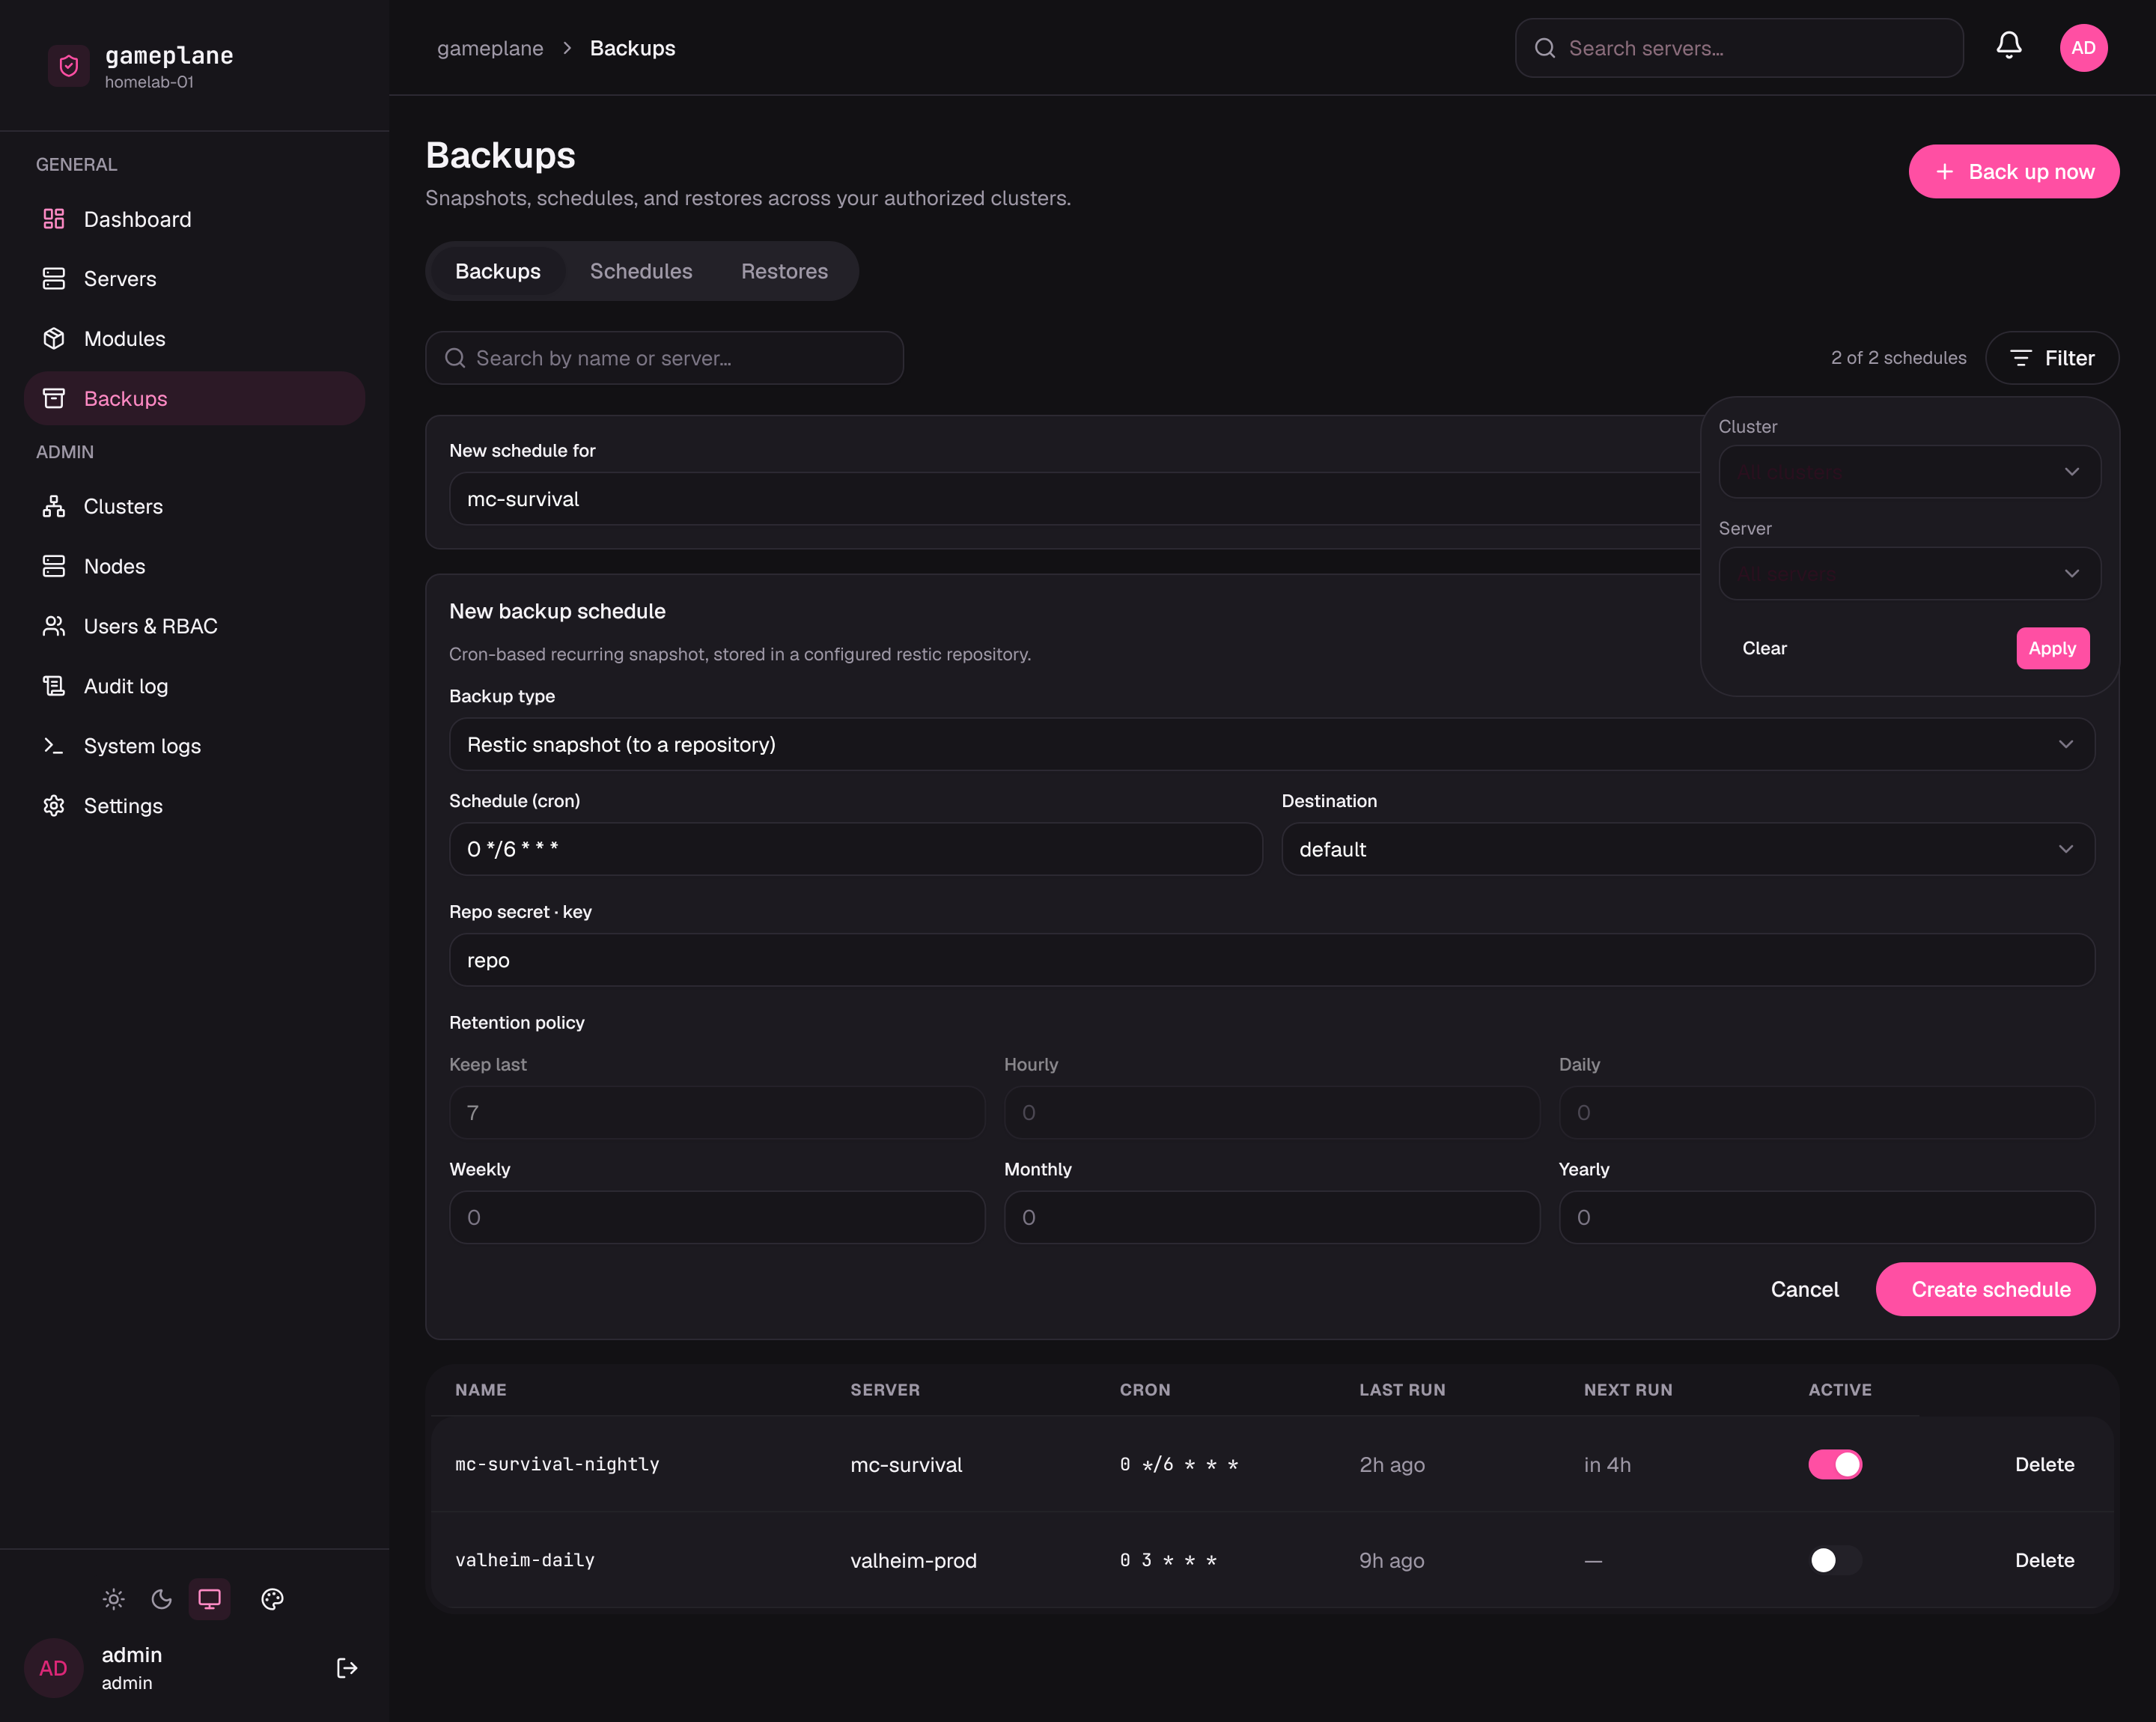 gameplane
homelab-01
GENERAL
Dashboard
Servers
Modules
Backups
ADMIN
Clusters
Nodes
Users & RBAC
Audit log
System logs
Settings
AD
admin
admin
gameplane > Backups
Search servers...
AD
Backups
Snapshots, schedules, and restores across your authorized clusters.
Back up now
Backups
Schedules
Restores
Search by name or server...
2 of 2 schedules
Filter
Cluster
Server
Clear
Apply
New schedule for
mc-survival
New backup schedule
Cron-based recurring snapshot, stored in a configured restic repository.
Backup type
Restic snapshot (to a repository)
Schedule (cron)
Destination
0 */6 * * *
default
Repo secret · key
repo
Retention policy
Keep last
Hourly
Daily
7
0
0
Weekly
Monthly
Yearly
0
0
0
Cancel
Create schedule
NAME SERVER CRON LAST RUN NEXT RUN ACTIVE
mc-survival-nightly mc-survival 0 */6 * * * 2h ago in 4h Delete
valheim-daily valheim-prod 0 3 * * * 9h ago — Delete